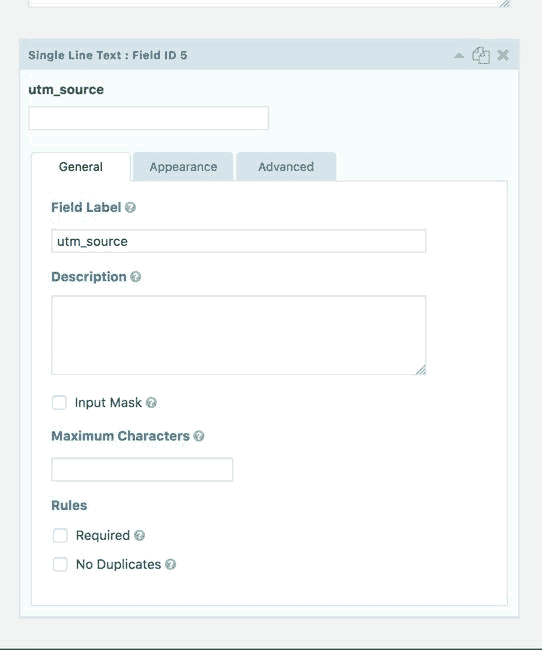 Single Line Text : Field ID 5
utm_source
General Appearance Advanced
Field Label
utm_source
Description
Input Mask
Maximum Characters
Rules
Required
No Duplicates